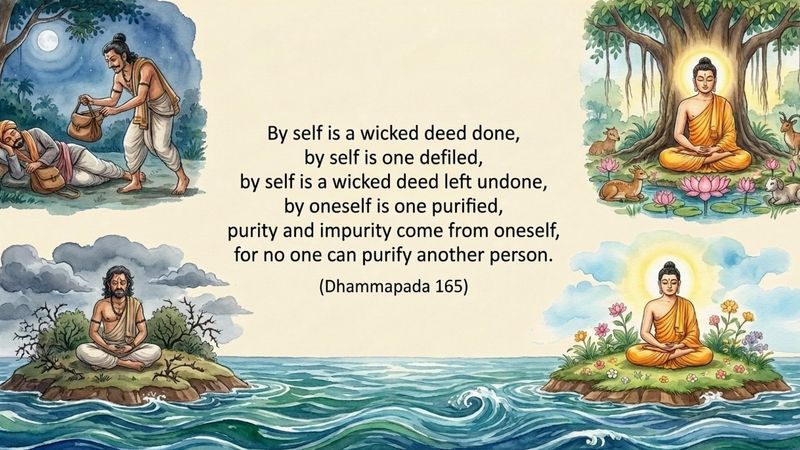 By self is a wicked deed done,
by self is one defiled,
by self is a wicked deed left undone,
by oneself is one purified,
purity and impurity come from oneself,
for no one can purify another person.
(Dhammapada 165)